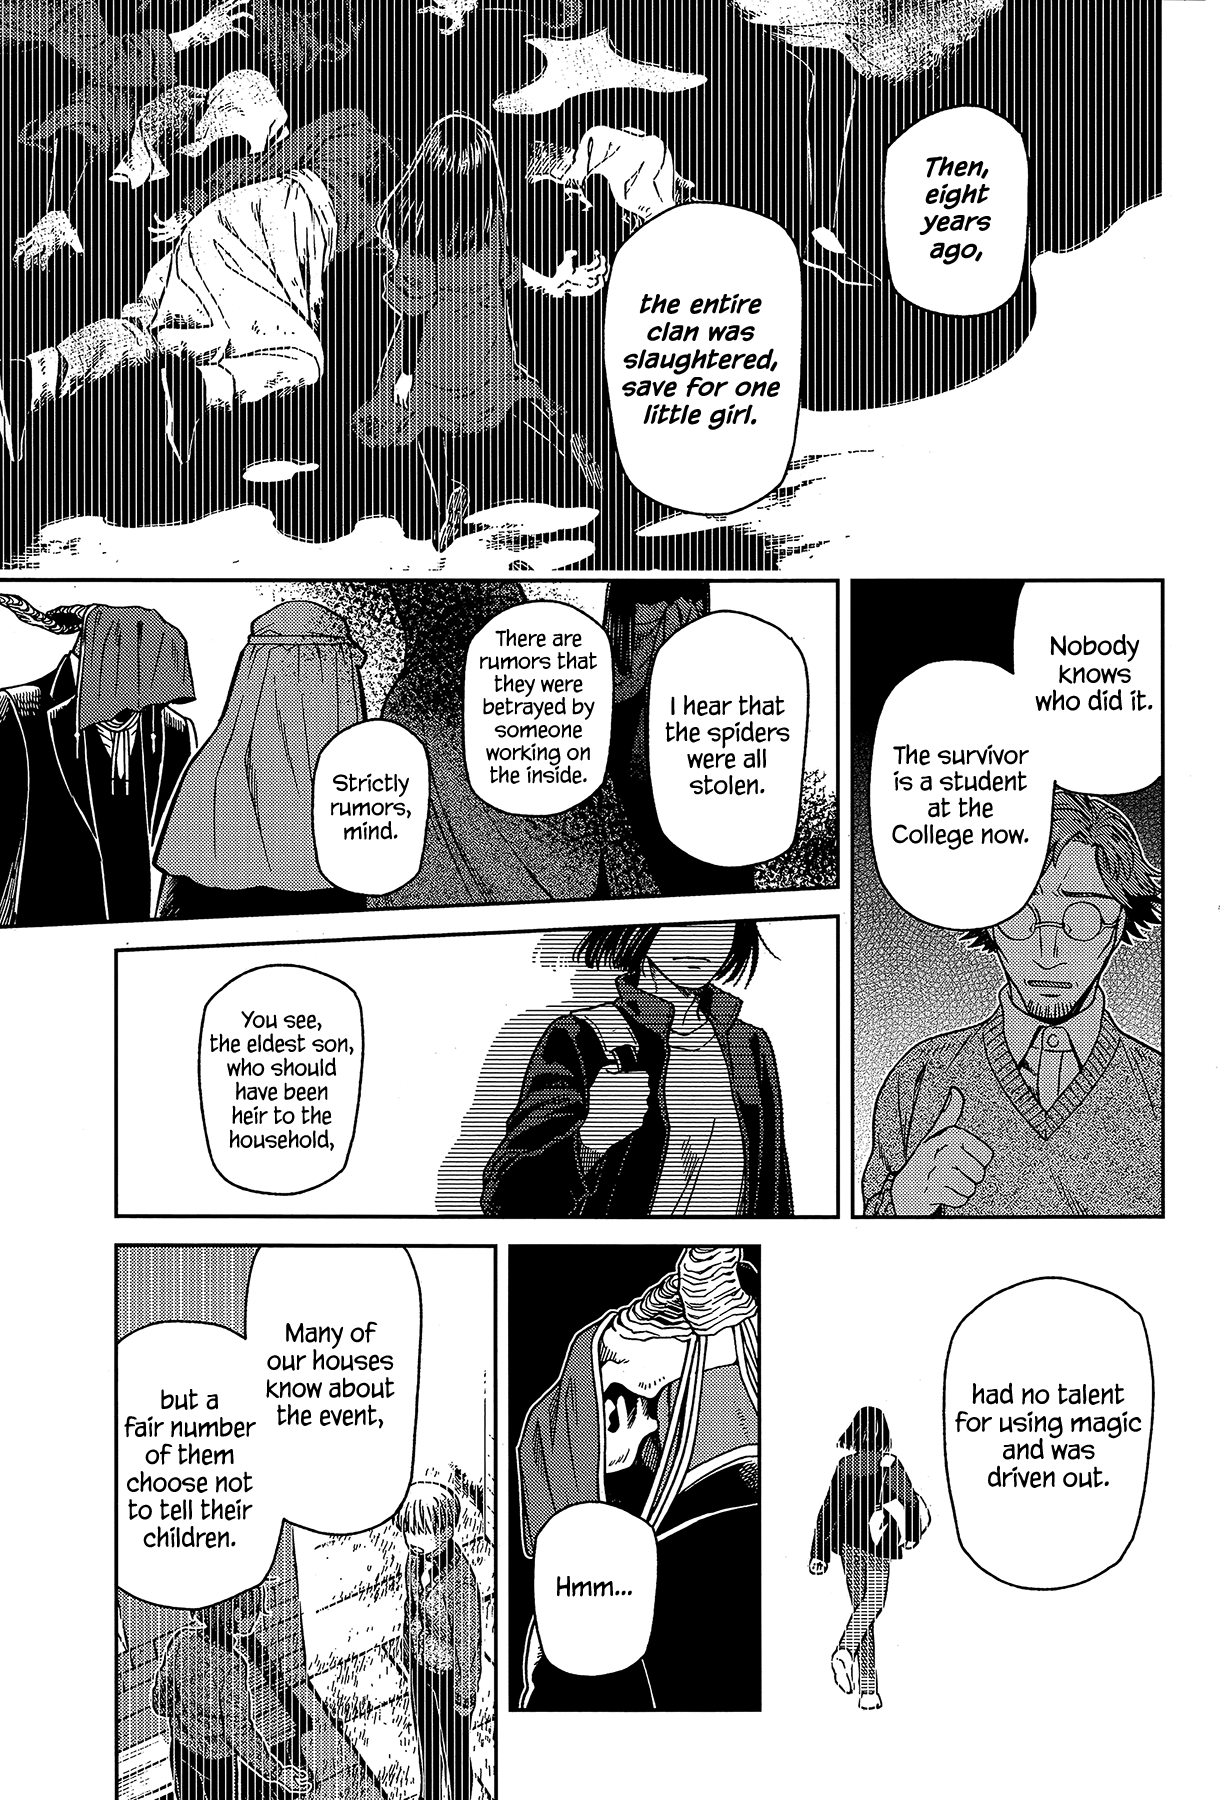 Then,
eight
years
ago,
the entire
clan was
slaughtered,
save for one
little girl.
Nobody
knows
who did it.
The survivor
is a student
at the
College now.
I hear that
the spiders
were all
stolen.
There are
rumors that
they were
betrayed by
someone
working on
the inside.
Strictly
rumors,
mind.
You see,
the eldest son,
who should
have been
heir to the
household,
had no talent
for using magic
and was
driven out.
Hmm...
Many of
our houses
know about
the event,
but a
fair number
of them
choose not
to tell their
children.